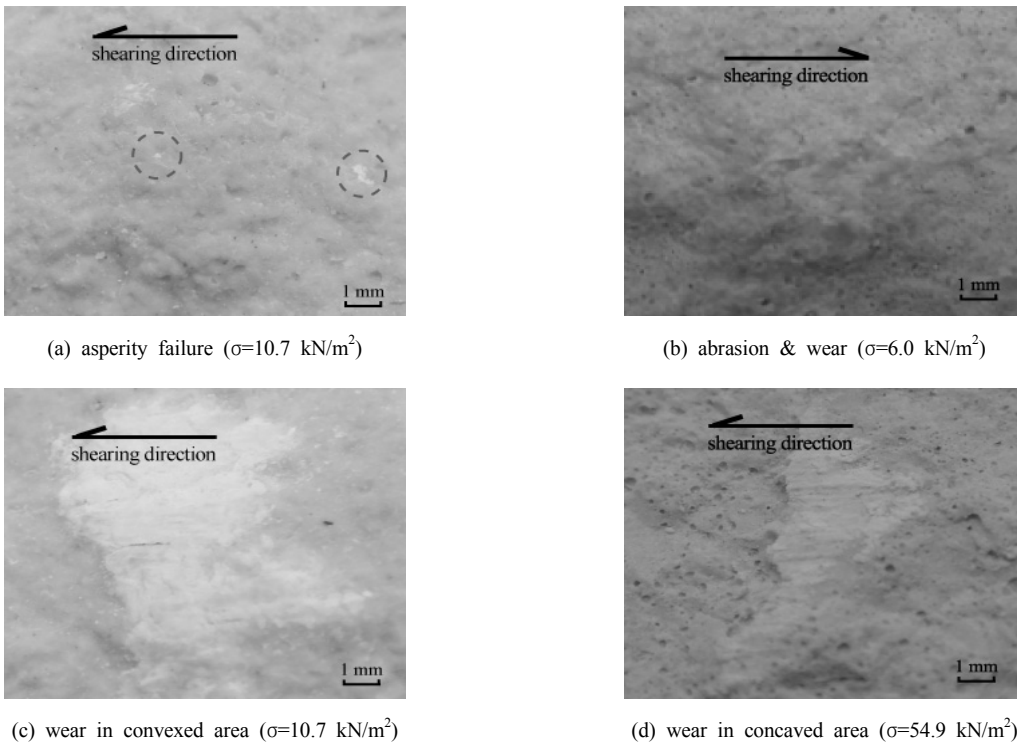 shearing direction
1 mm
(a) asperity failure (σ=10.7 kN/m²)
shearing direction
1 mm
(b) abrasion & wear (σ=6.0 kN/m²)
shearing direction
1 mm
(c) wear in convexed area (σ=10.7 kN/m²)
shearing direction
1 mm
(d) wear in concaved area (σ=54.9 kN/m²)